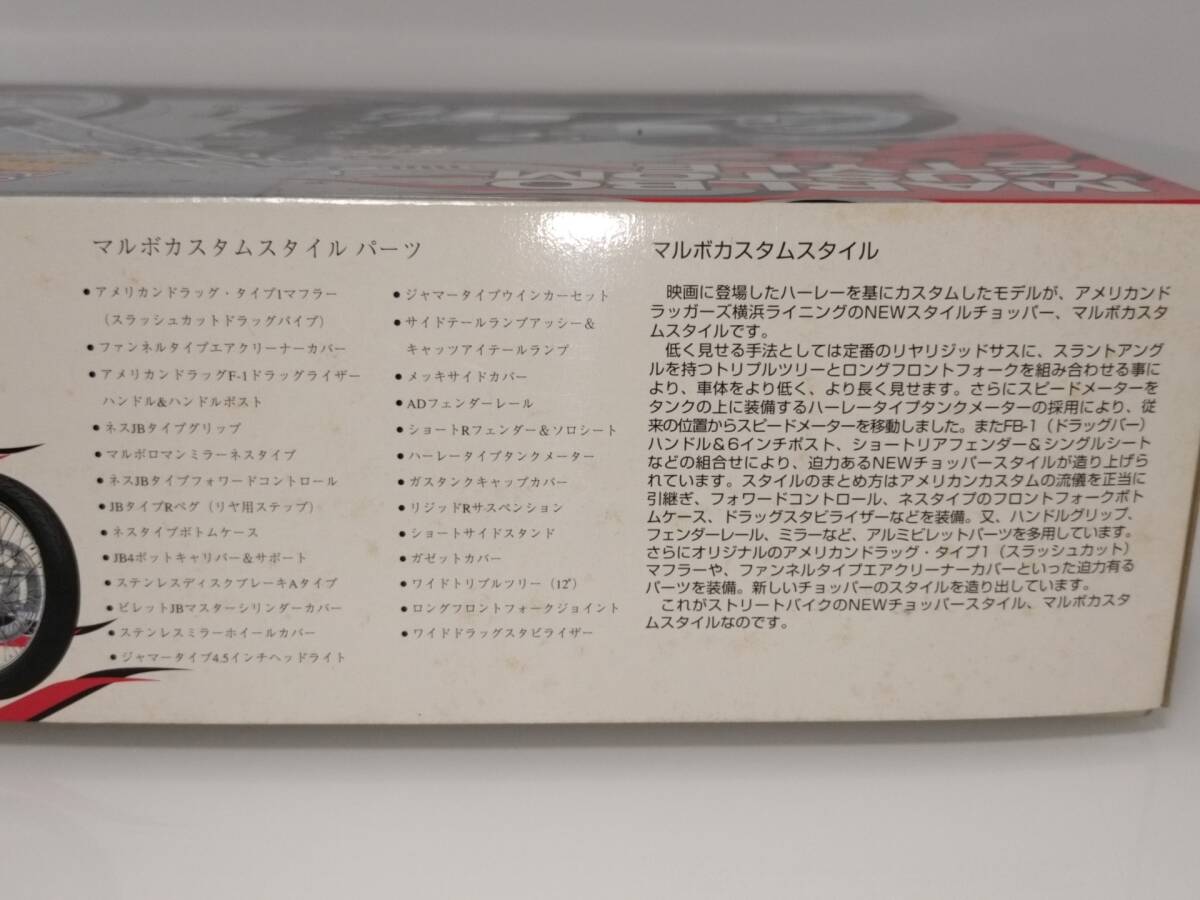 MARLBORO
CUSTOM
STYLE
マルボカスタムスタイル パーツ
• アメリカンドラッグ・タイプ1マフラー
（スラッシュカットドラッグパイプ）
• ファンネルタイプエアクリーナーカバー
• アメリカンドラッグF-1ドラッグライザー
ハンドル&ハンドルポスト
• ネスJBタイプグリップ
• マルボロマンミラーネスタイプ
• ネスJBタイプフォワードコントロール
• JBタイプRペグ（リヤ用ステップ）
• ネスタイプボトムケース
• JB4ポットキャリパー&サポート
• ステンレスディスクブレーキAタイプ
• ビレットJBマスターシリンダーカバー
• ステンレスミラーホイールカバー
• ジャマータイプ4.5インチヘッドライト
• ジャマータイプウインカーセット
• サイドテールランプアッシー&
キャッツアイテールランプ
• メッキサイドカバー
• ADフェンダーレール
• ショートRフェンダー&ソロシート
• ハーレータイプタンクメーター
• ガスタンクキャップカバー
• リジッドRサスペンション
• ショートサイドスタンド
• ガゼットカバー
• ワイドトリプルツリー（12°）
• ロングフロントフォークジョイント
• ワイドドラッグスタビライザー
マルボカスタムスタイル
映画に登場したハーレーを基にカスタムしたモデルが、アメリカンド
ラッガーズ横浜ライニングのNEWスタイルチョッパー、マルボカスタ
ムスタイルです。
低く見せる手法としては定番のリヤリジッドサスに、スラントアング
ルを持つトリプルツリーとロングフロントフォークを組み合わせる事に
より、車体をより低く、より長く見せます。さらにスピードメーターを
タンクの上に装備するハーレータイプタンクメーターの採用により、従
来の位置からスピードメーターを移動しました。またFB-1（ドラッグバー）
ハンドル&6インチポスト、ショートリアフェンダー&シングルシート
などの組合せにより、迫力あるNEWチョッパースタイルが造り上げら
れています。スタイルのまとめ方はアメリカンカスタムの流儀を正当に
引継ぎ、フォワードコントロール、ネスタイプのフロントフォークボト
ムケース、ドラッグスタビライザーなどを装備。又、ハンドルグリップ、
フェンダーレール、ミラーなど、アルミビレットパーツを多用しています。
さらにオリジナルのアメリカンドラッグ・タイプ1（スラッシュカット）
マフラーや、ファンネルタイプエアクリーナーカバーといった迫力有る
パーツを装備。新しいチョッパーのスタイルを造り出しています。
これがストリートバイクのNEWチョッパースタイル、マルボカスタ
ムスタイルなのです。